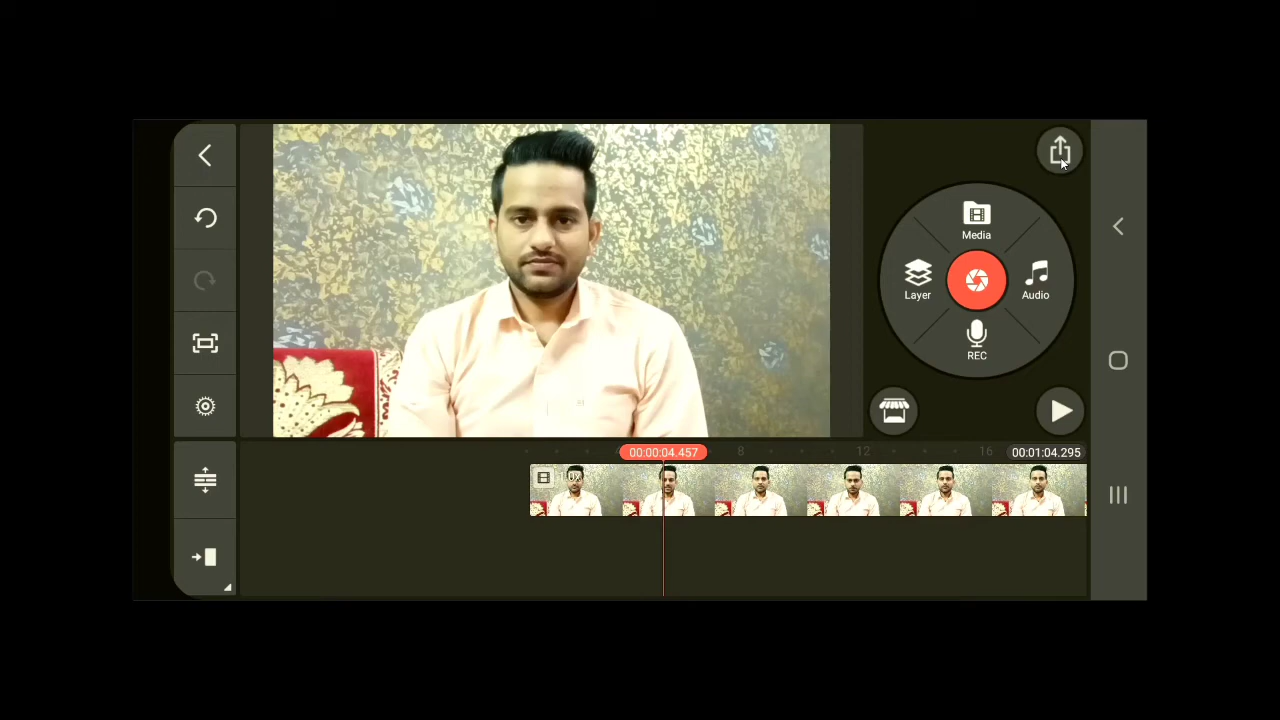 Media
Layer
Audio
REC
00:00:04.457
8
12
16
00:01:04.295